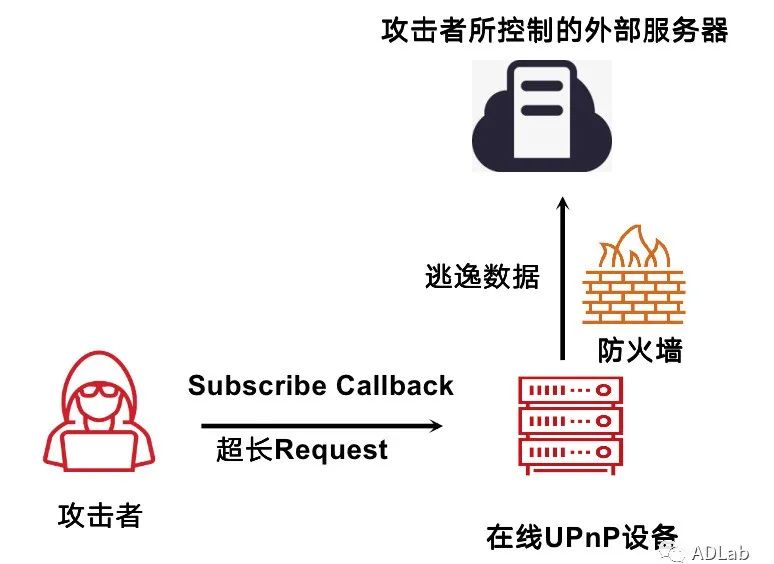 攻击者所控制的外部服务器
逃逸数据
防火墙
Subscribe Callback
超长Request
攻击者
在线UPnP设备
ADLab